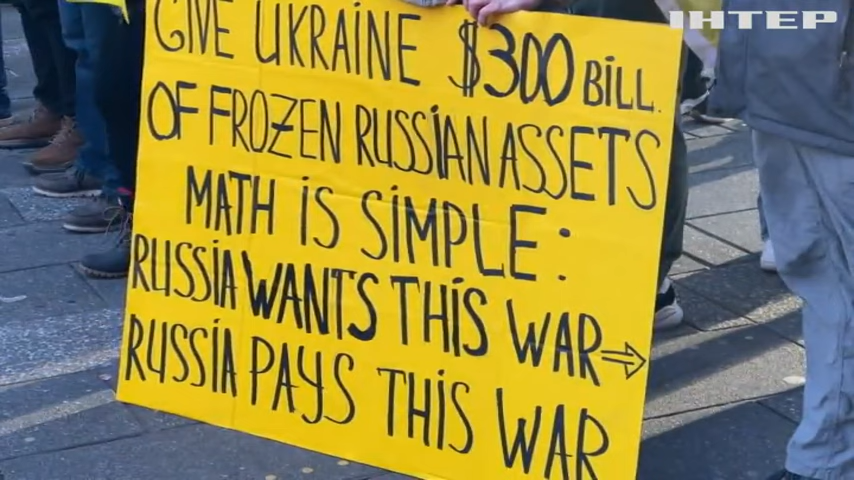 ІНТЕР
GIVE UKRAINE $300 BILL.
OF FROZEN RUSSIAN ASSETS
MATH IS SIMPLE:
RUSSIA WANTS THIS WAR ⇒
RUSSIA PAYS THIS WAR